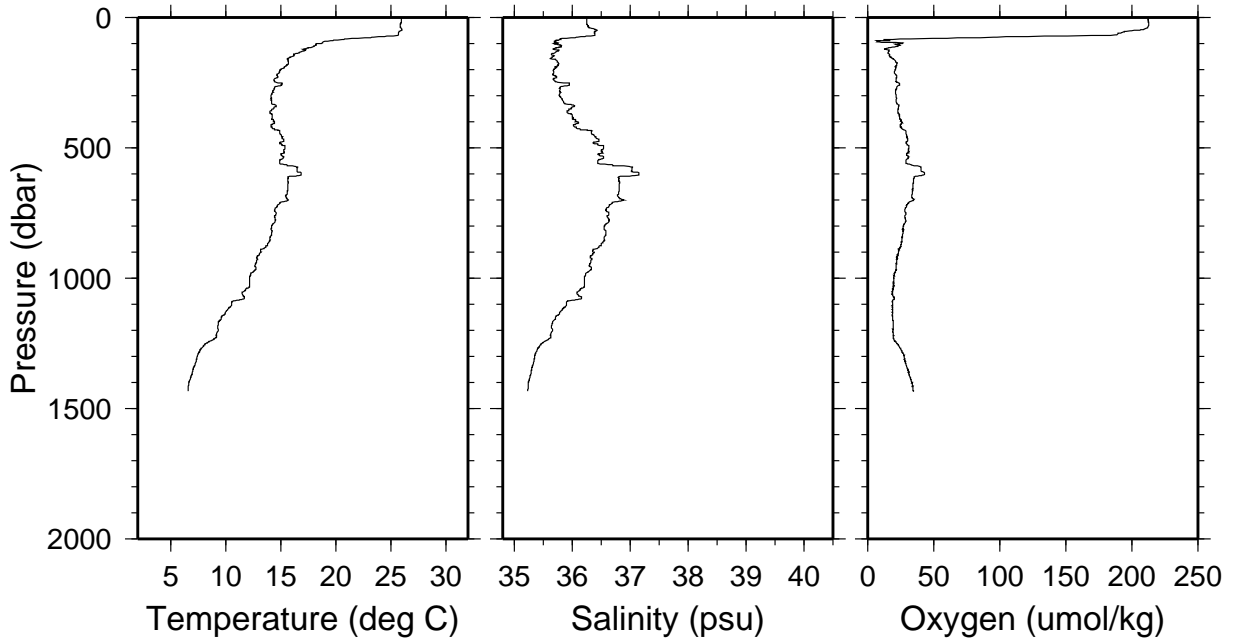 0
500
1000
1500
2000
Pressure (dbar)
5 10 15 20 25 30
Temperature (deg C)
35 36 37 38 39 40
Salinity (psu)
0 50 100 150 200 250
Oxygen (umol/kg)